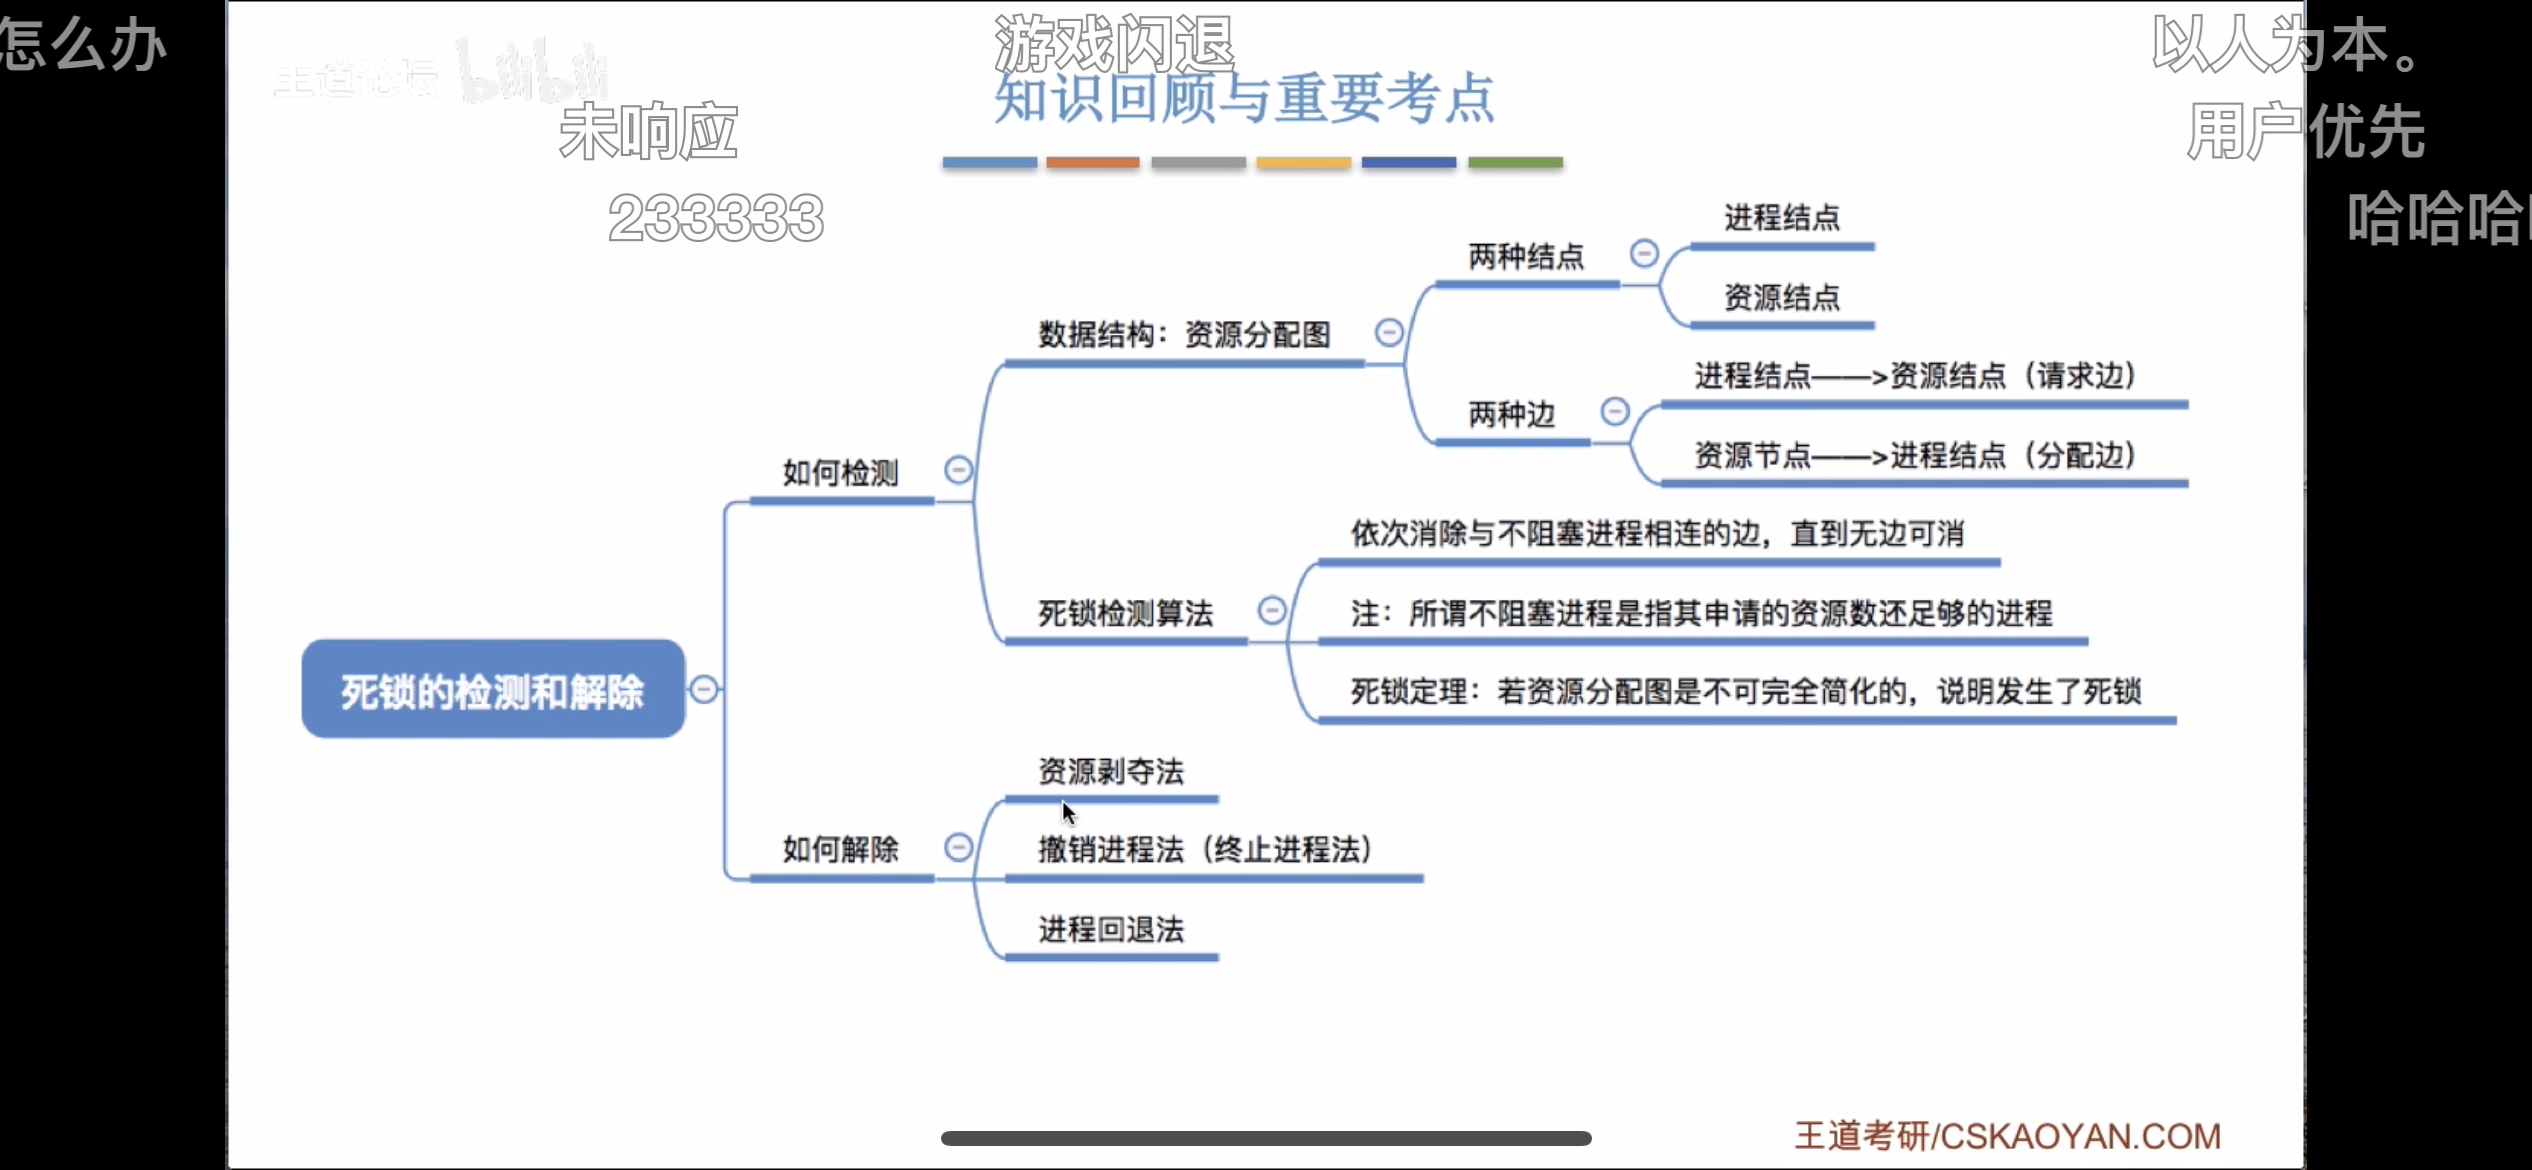 怎么办
游戏闪退
以人为本。
王道论坛 bilibili
知识回顾与重要考点
未响应
用户优先
233333
哈哈哈
进程结点
两种结点
资源结点
数据结构：资源分配图
进程结点——>资源结点（请求边）
两种边
资源节点——>进程结点（分配边）
如何检测
依次消除与不阻塞进程相连的边，直到无边可消
死锁检测算法
注：所谓不阻塞进程是指其申请的资源数还足够的进程
死锁定理：若资源分配图是不可完全简化的，说明发生了死锁
死锁的检测和解除
资源剥夺法
如何解除
撤销进程法（终止进程法）
进程回退法
王道考研/CSKAOYAN.COM